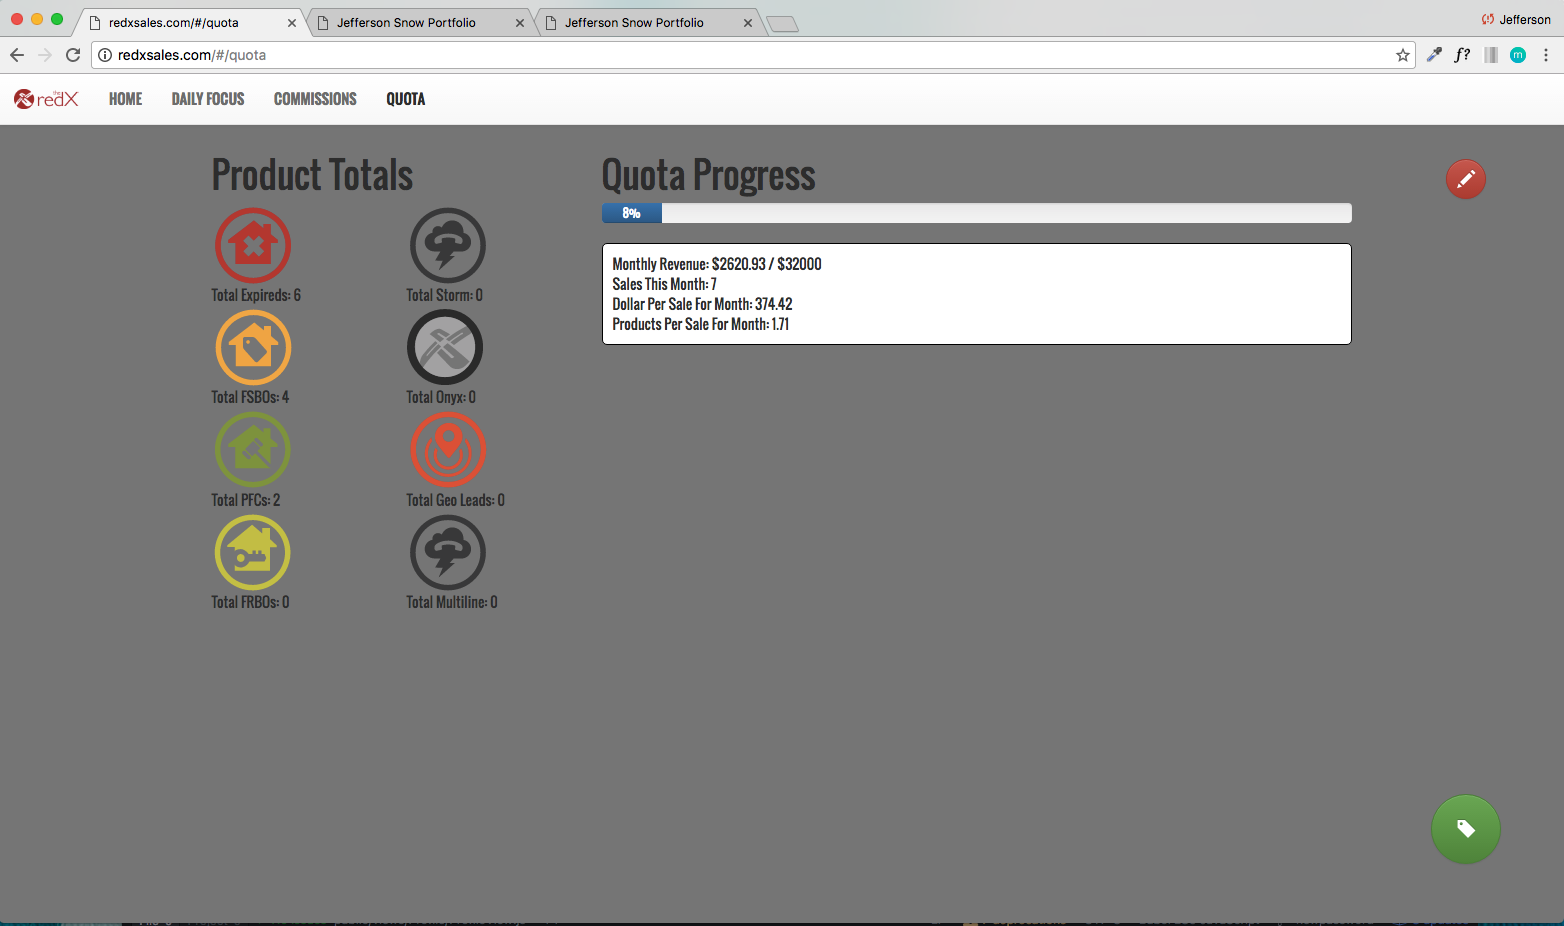 redxsales.com/#/quota
Jefferson Snow Portfolio
Jefferson Snow Portfolio
Jefferson
redxsales.com/#/quota
f?
m
the redX
HOME
DAILY FOCUS
COMMISSIONS
QUOTA
Product Totals
Total Expireds: 6
Total Storm: 0
Total FSBOs: 4
Total Onyx: 0
Total PFCs: 2
Total Geo Leads: 0
Total FRBOs: 0
Total Multiline: 0
Quota Progress
8%
Monthly Revenue: $2620.93 / $32000
Sales This Month: 7
Dollar Per Sale For Month: 374.42
Products Per Sale For Month: 1.71